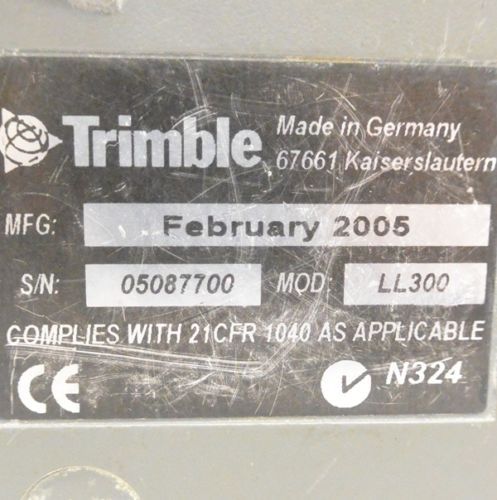 Trimble Made in Germany
67661 Kaiserslautern
MFG: February 2005
S/N: 05087700 MOD: LL300
COMPLIES WITH 21CFR 1040 AS APPLICABLE
CE N324